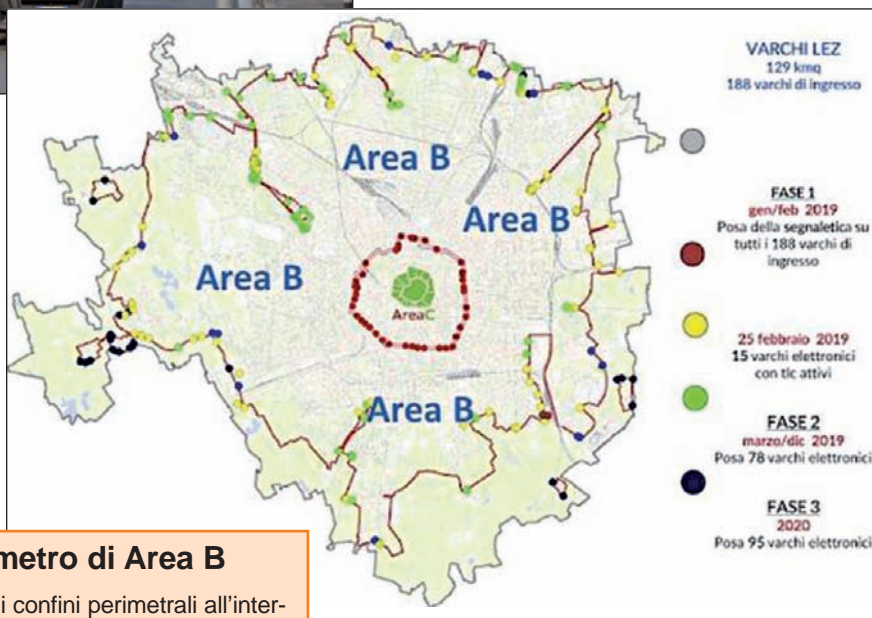 VARCHI LEZ
129 kmq
188 varchi di ingresso
FASE 1
gen/feb 2019
Posa della segnaletica su
tutti i 188 varchi di
ingresso
25 febbraio 2019
15 varchi elettronici
con tlc attivi
FASE 2
marzo/dic 2019
Posa 78 varchi elettronici
FASE 3
2020
Posa 95 varchi elettronici
Area B
Area B
Area B
AreaC
Area B
metro di Area B
i confini perimetrali all'inter-